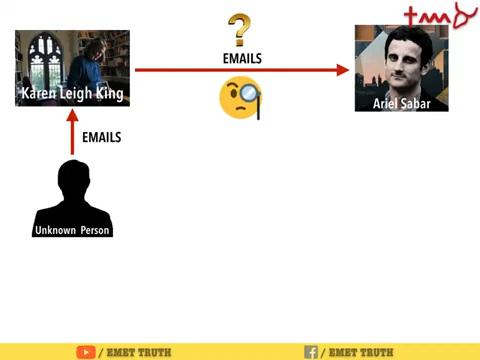 ?
EMAILS
Karen Leigh King
Ariel Sabar
EMAILS
Unknown Person
/ EMET TRUTH
/ EMET TRUTH